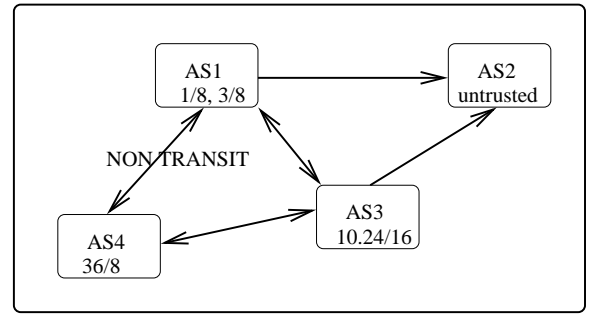 AS1
1/8, 3/8
AS2
untrusted
NON TRANSIT
AS3
10.24/16
AS4
36/8